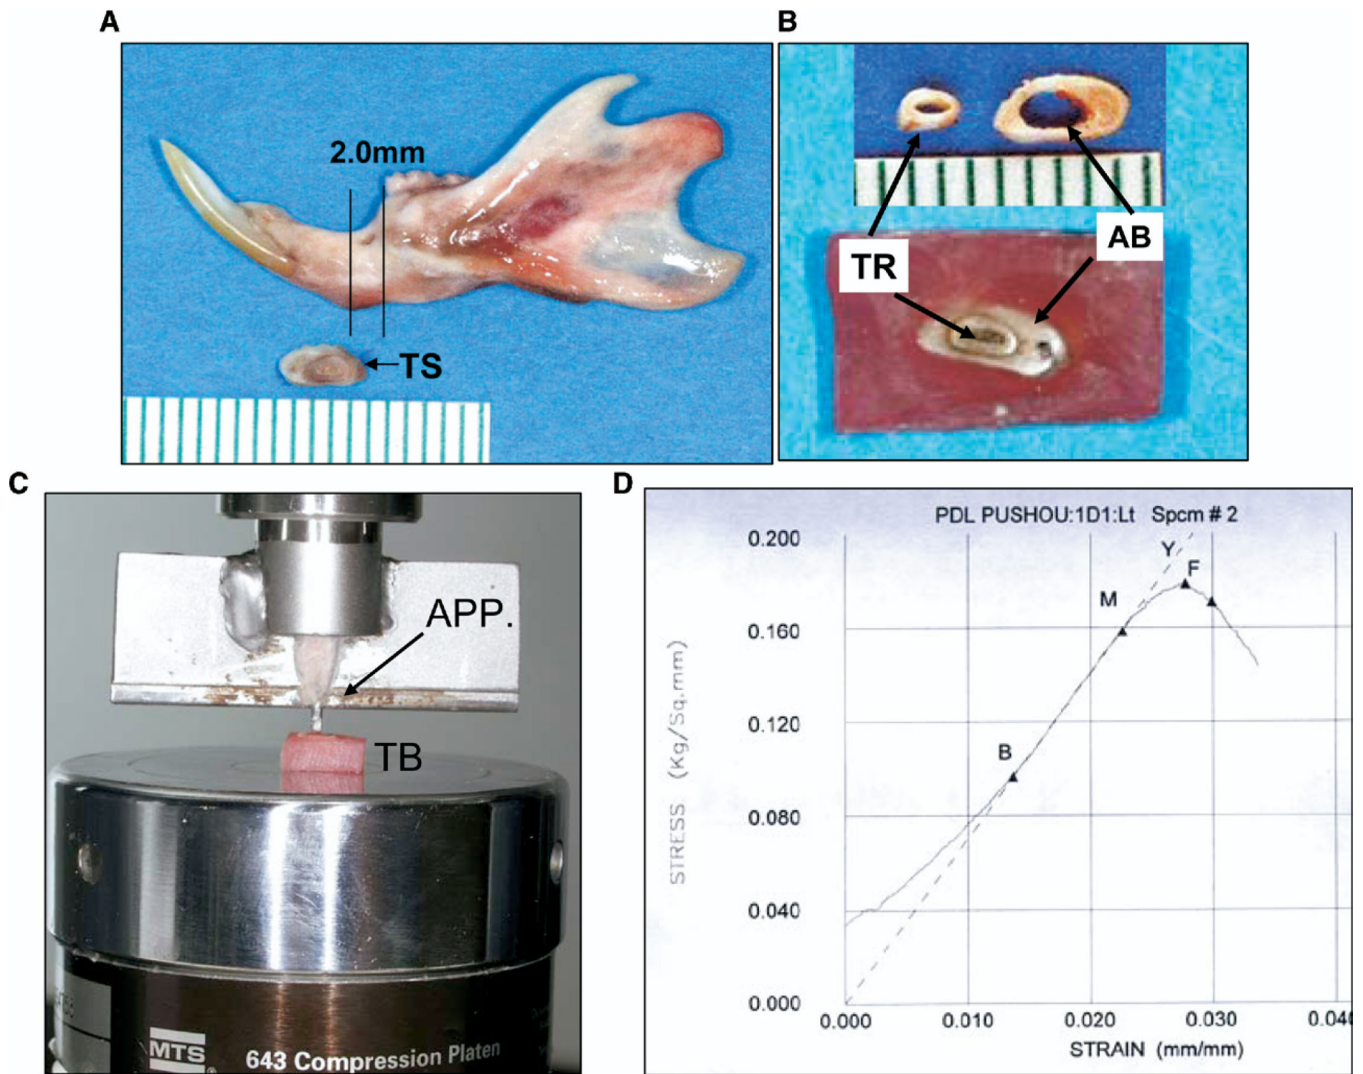 A
2.0mm
TS
B
TR
AB
C
APP.
TB
MTS
643 Compression Platen
D
PDL PUSHOU:1D1:Lt Spcm # 2
STRESS (Kg/Sq.mm)
0.200
0.160
0.120
0.080
0.040
0.000
Y
F
M
B
0.000
0.010
0.020
0.030
0.040
STRAIN (mm/mm)